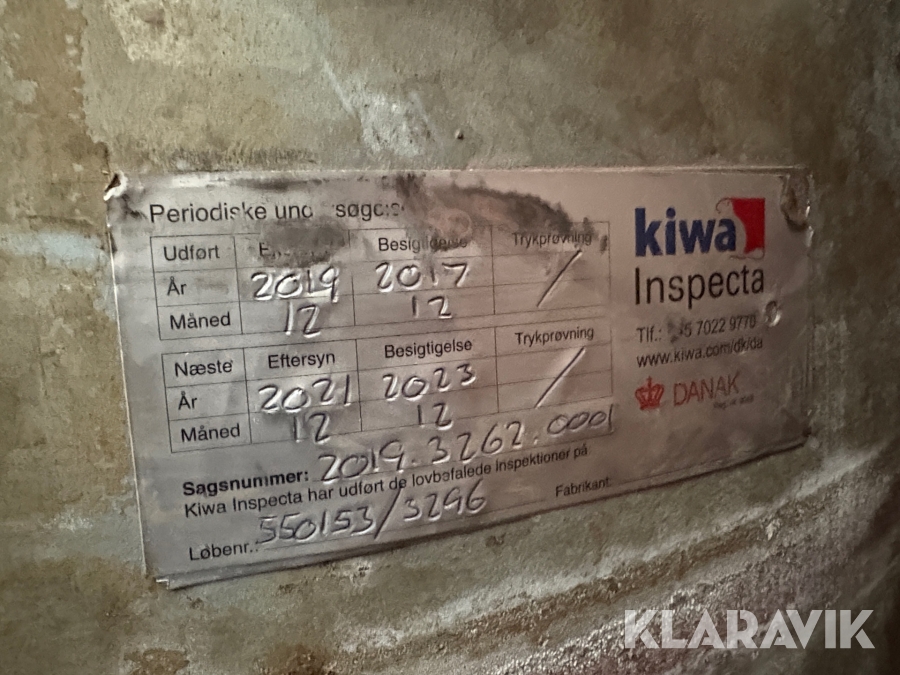 Periodiske und rsøgelse
Udført Besigtigelse Trykprøvning
År 2019 2017 /
Måned 12 12
Næste Eftersyn Besigtigelse Trykprøvning
År 2021 2023 /
Måned 12 12
Sagsnummer: 2019.3262.0001
Kiwa Inspecta har udført de lovbefalede inspektioner på
Løbenr.: 550153/3296 Fabrikant:
kiwa
Inspecta
Tlf.: 5 7022 9770
www.kiwa.com/dk/da
DANAK
KLARAVIK